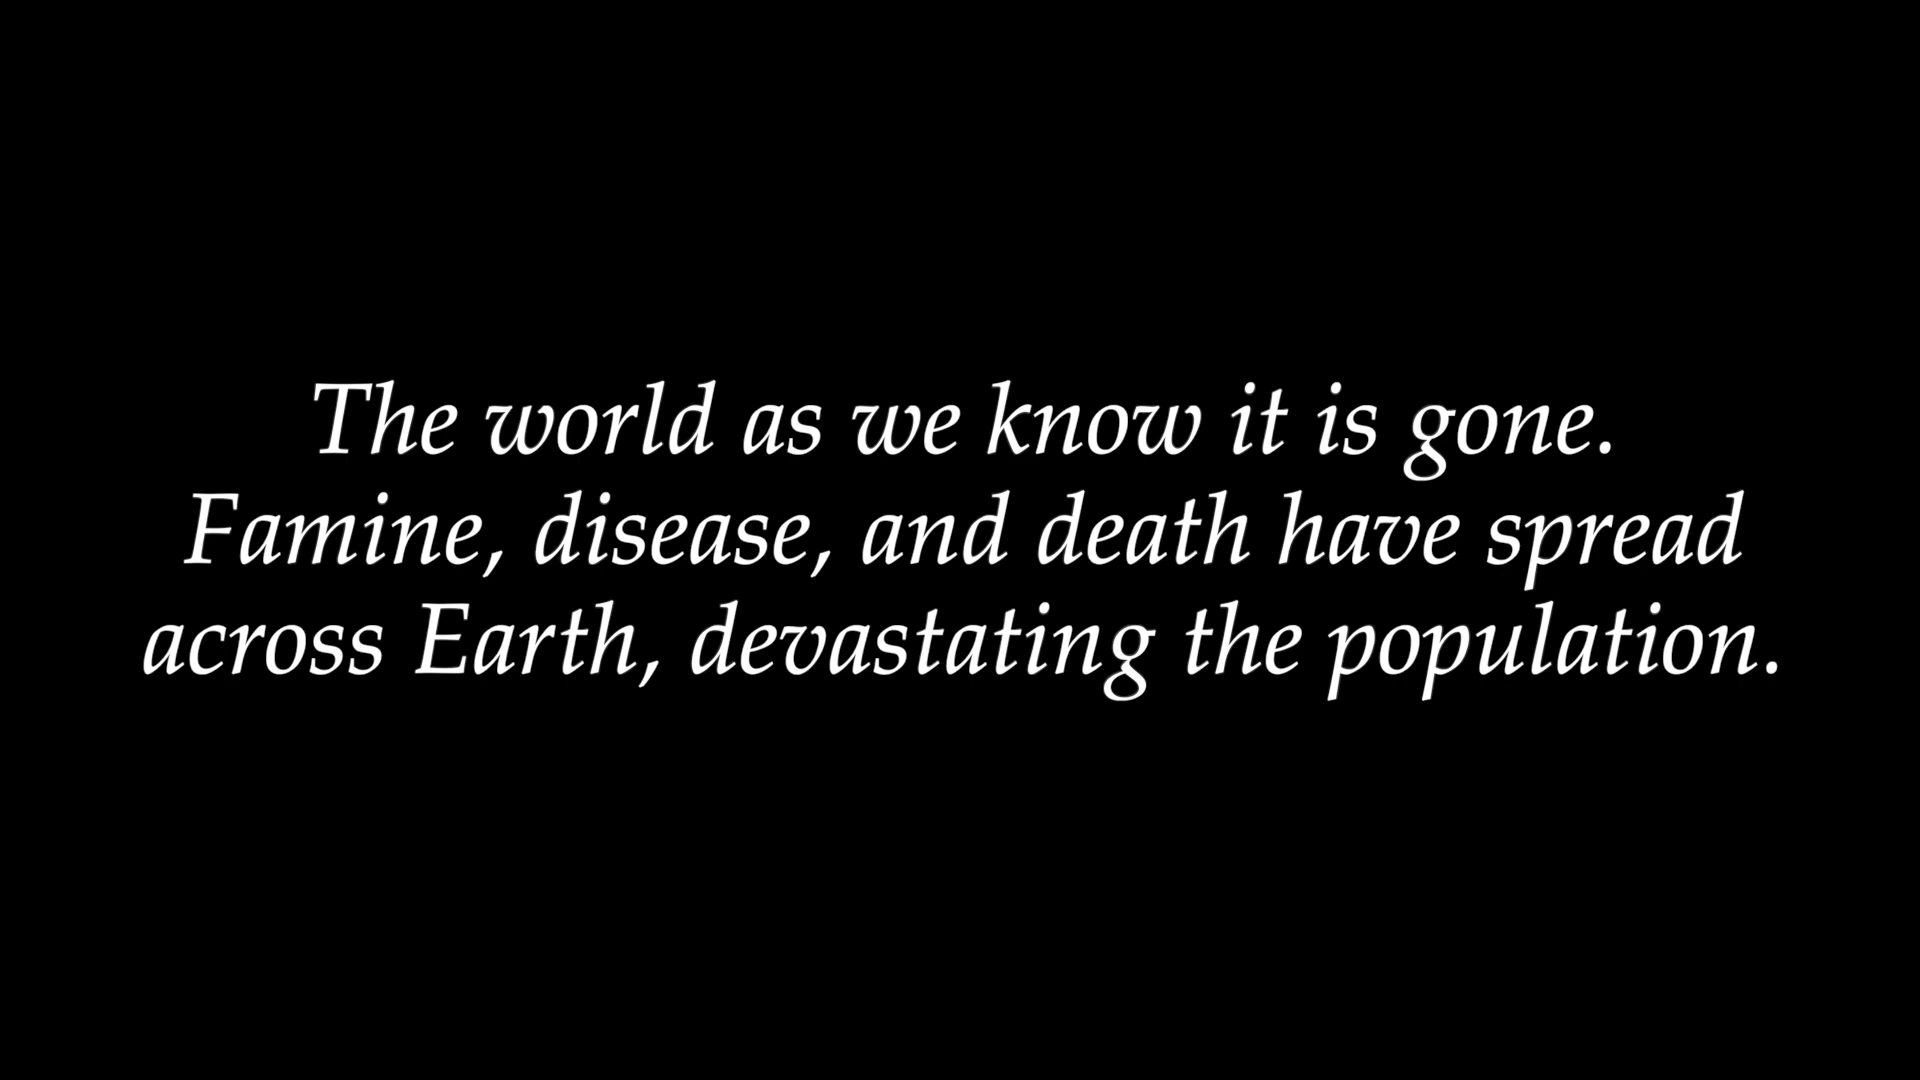 The world as we know it is gone.
Famine, disease, and death have spread
across Earth, devastating the population.